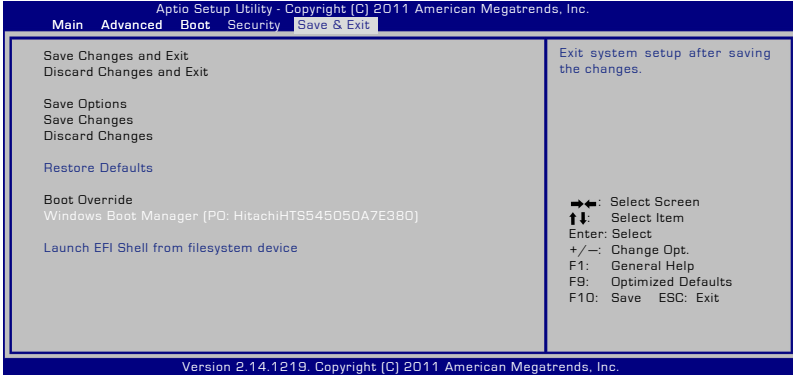 Aptio Setup Utility - Copyright (C) 2011 American Megatrends, Inc.
Main Advanced Boot Security Save & Exit
Save Changes and Exit
Discard Changes and Exit
Save Options
Save Changes
Discard Changes
Restore Defaults
Boot Override
Windows Boot Manager (PO: HitachiHTS545050A7E380)
Launch EFI Shell from filesystem device
Exit system setup after saving
the changes.
→←: Select Screen
↑↓: Select Item
Enter: Select
+/—: Change Opt.
F1: General Help
F9: Optimized Defaults
F10: Save ESC: Exit
Version 2.14.1219. Copyright (C) 2011 American Megatrends, Inc.